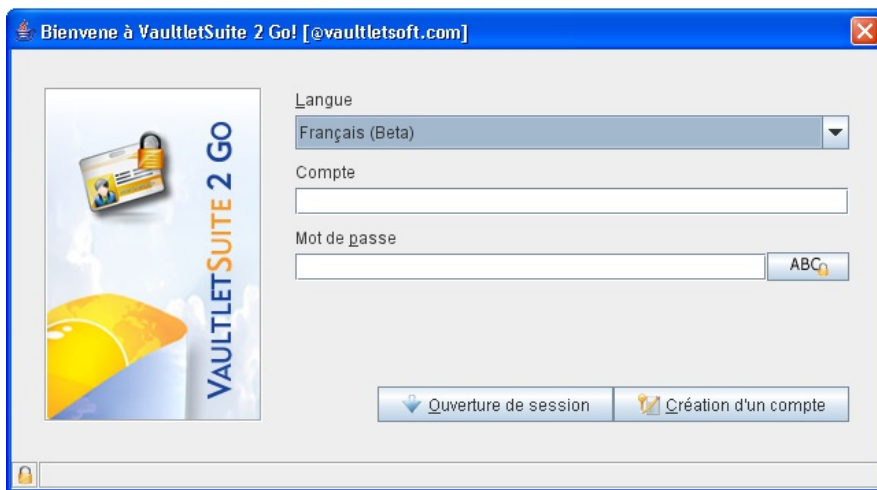 Bienvene à VaultletSuite 2 Go! [@vaultletsoft.com]
VAULTLETSUITE 2 GO
Langue
Français (Beta)
Compte
Mot de passe
ABC
Ouverture de session
Création d'un compte